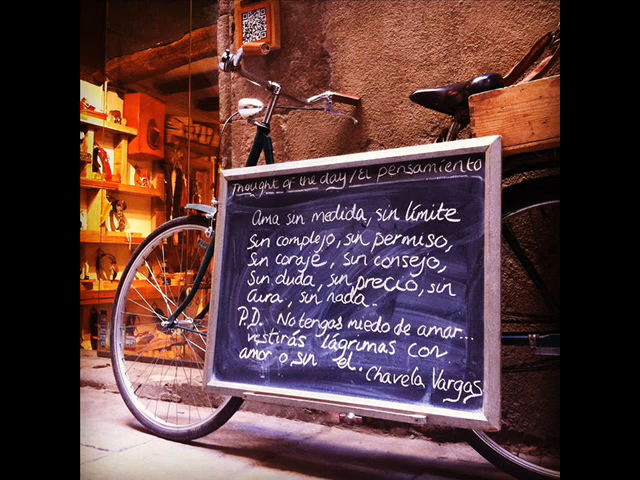 Thought of the day / El pensamiento
Ama sin medida, sin límite
Sin complejo, sin permiso,
Sin coraje, sin consejo,
Sin duda, sin precio, sin
cura, sin nada.
P.D. No tengas miedo de amar...
vestirás lágrimas con
amor o sin el. Chavela Vargas